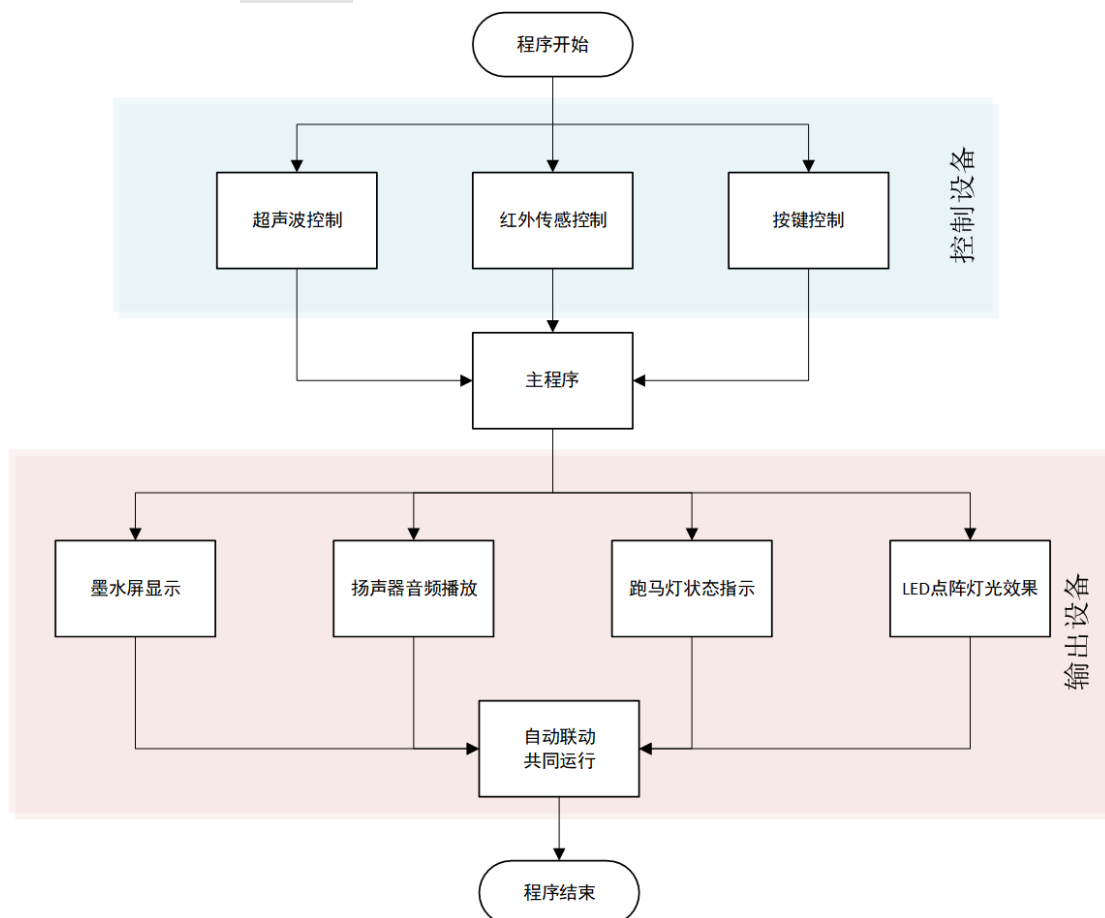 程序开始
控制设备
超声波控制
红外传感控制
按键控制
主程序
墨水屏显示
扬声器音频播放
跑马灯状态指示
LED点阵灯光效果
输出设备
自动联动
共同运行
程序结束